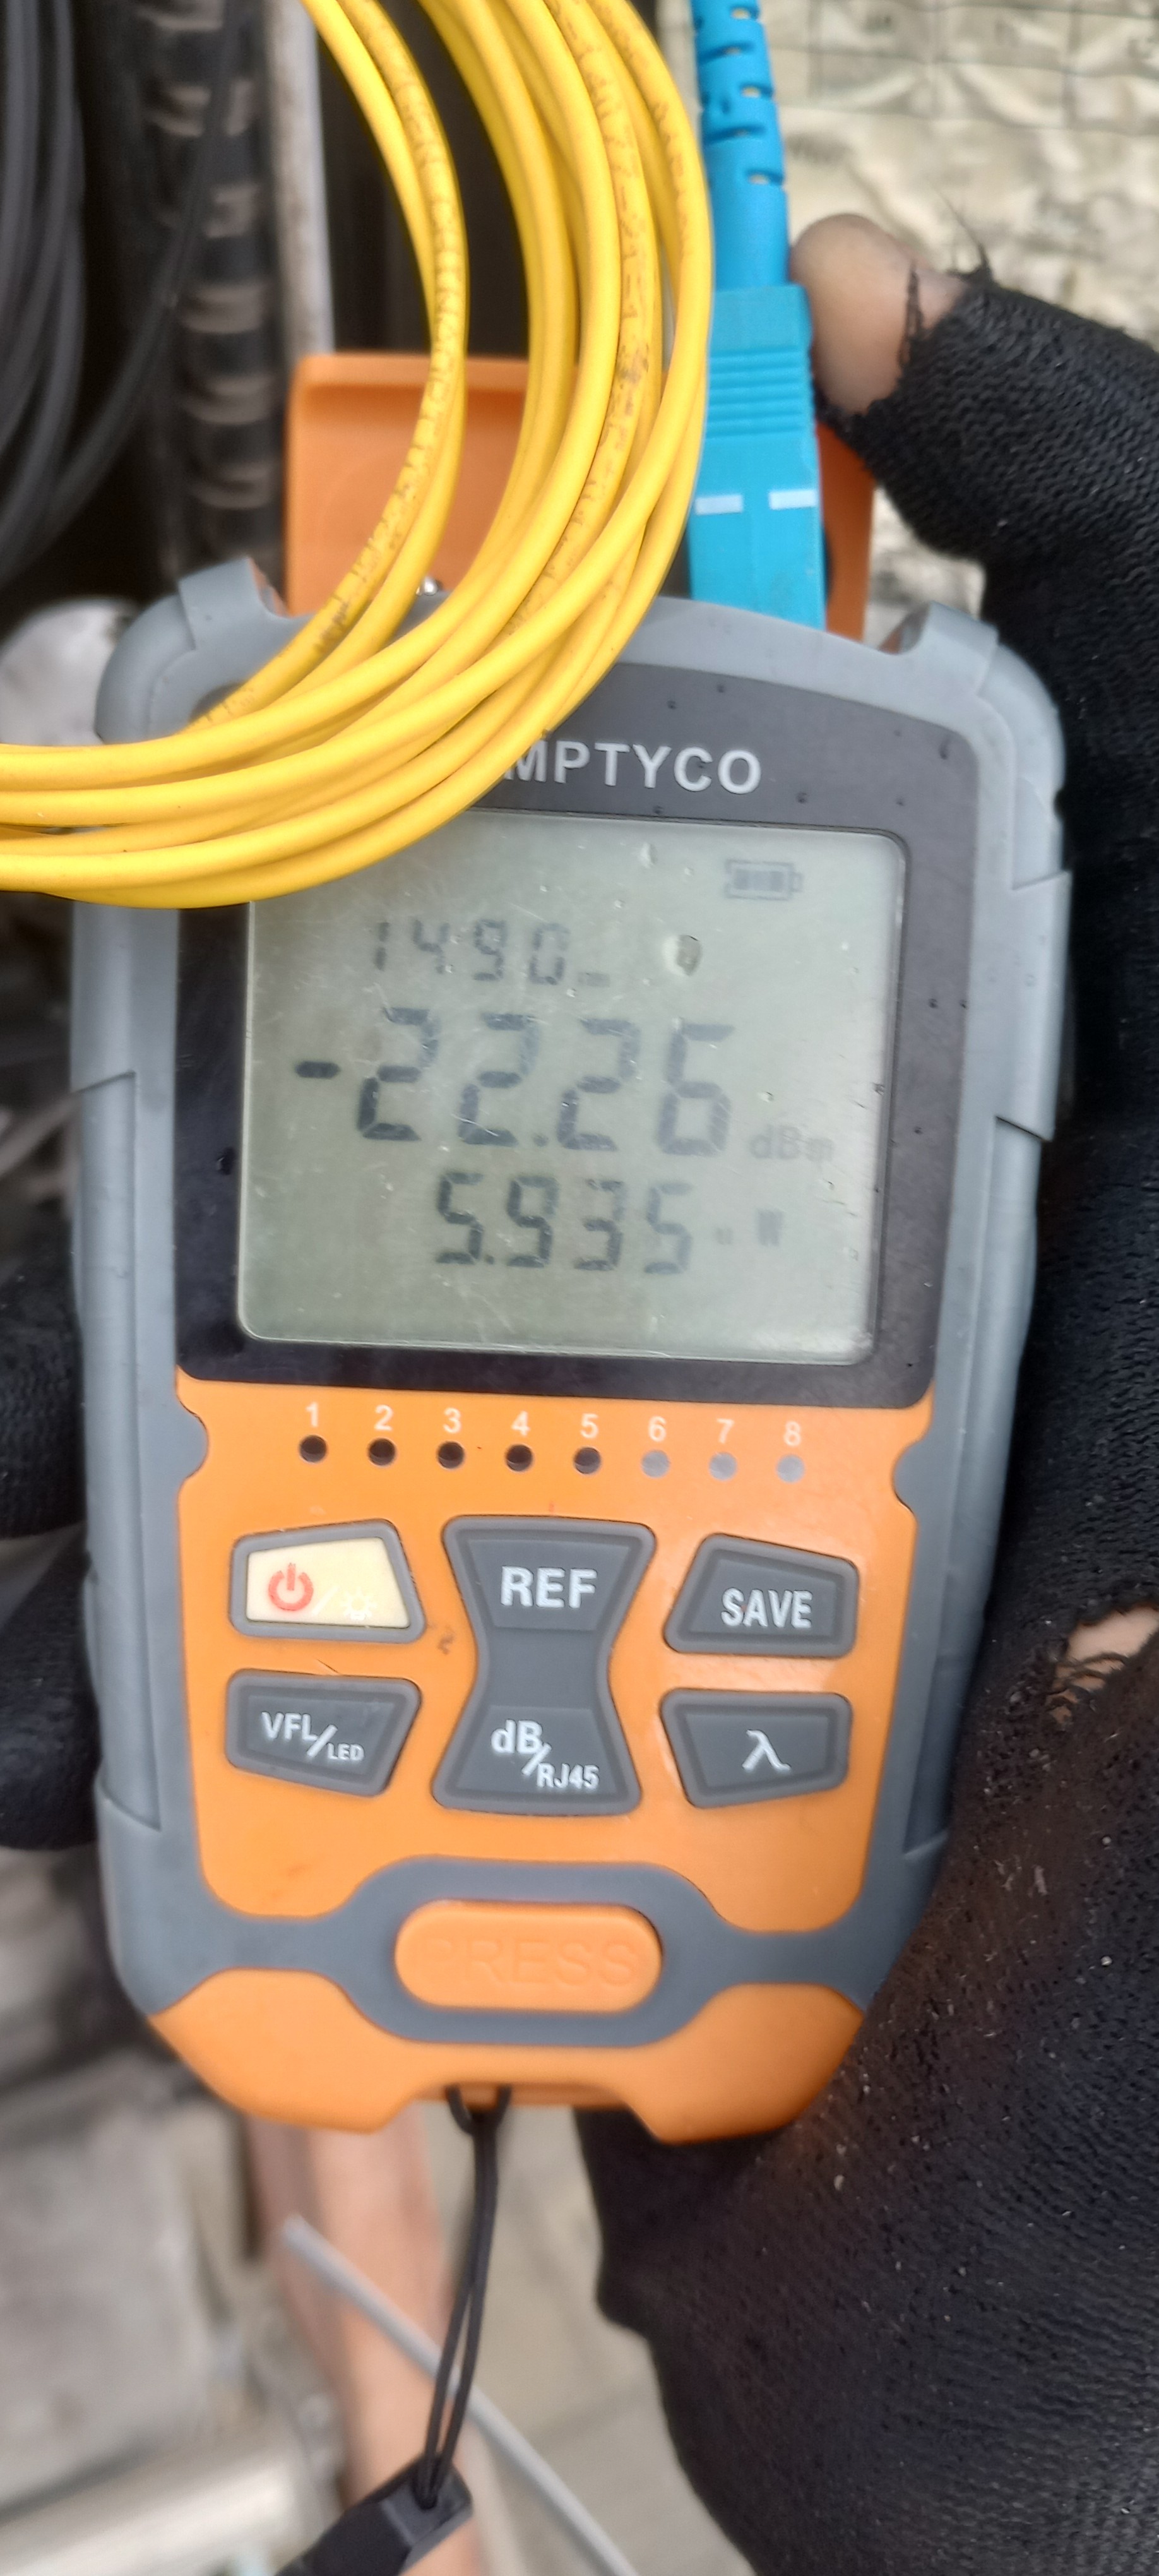 MPTYCO
1490
-22.26 dBm
5.935 u W
1 2 3 4 5 6 7 8
REF
SAVE
VFL/LED
dB/RJ45
λ
PRESS